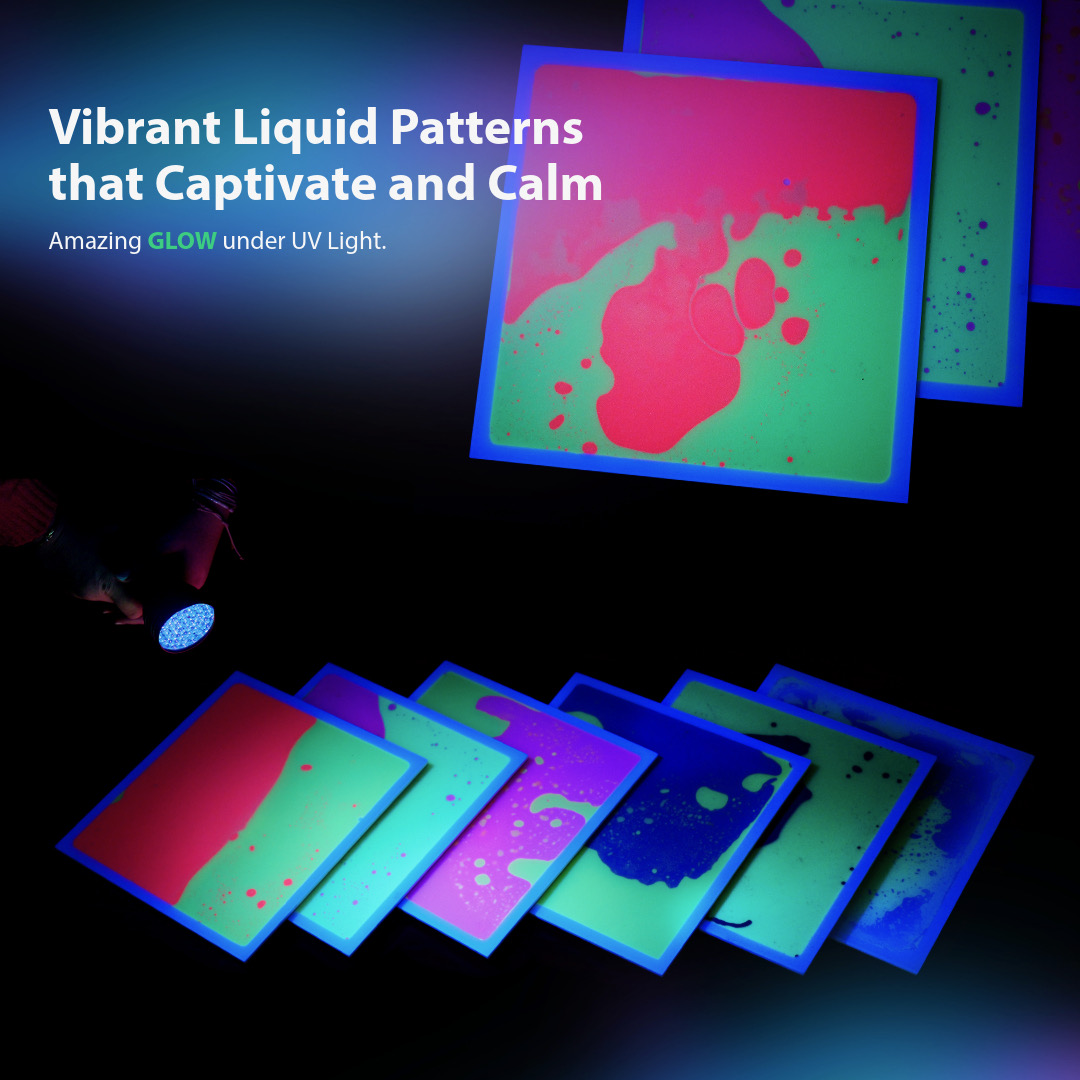 Vibrant Liquid Patterns
that Captivate and Calm
Amazing GLOW under UV Light.